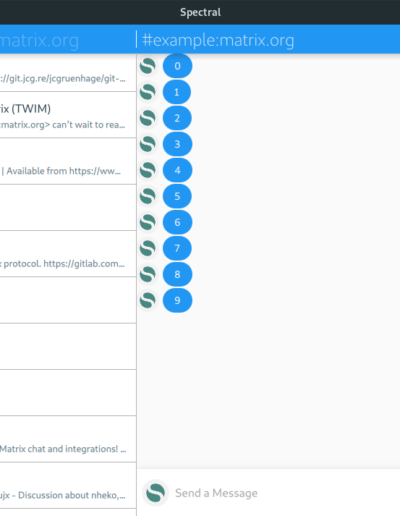 Spectral
matrix.org
#example:matrix.org
://git.jcg.re/jcgruenhage/git-...
ix (TWIM)
:matrix.org> can't wait to rea...
| Available from https://ww...
x protocol. https://gitlab.com...
Matrix chat and integrations! ...
ujx - Discussion about nheko,...
0
1
2
3
4
5
6
7
8
9
Send a Message